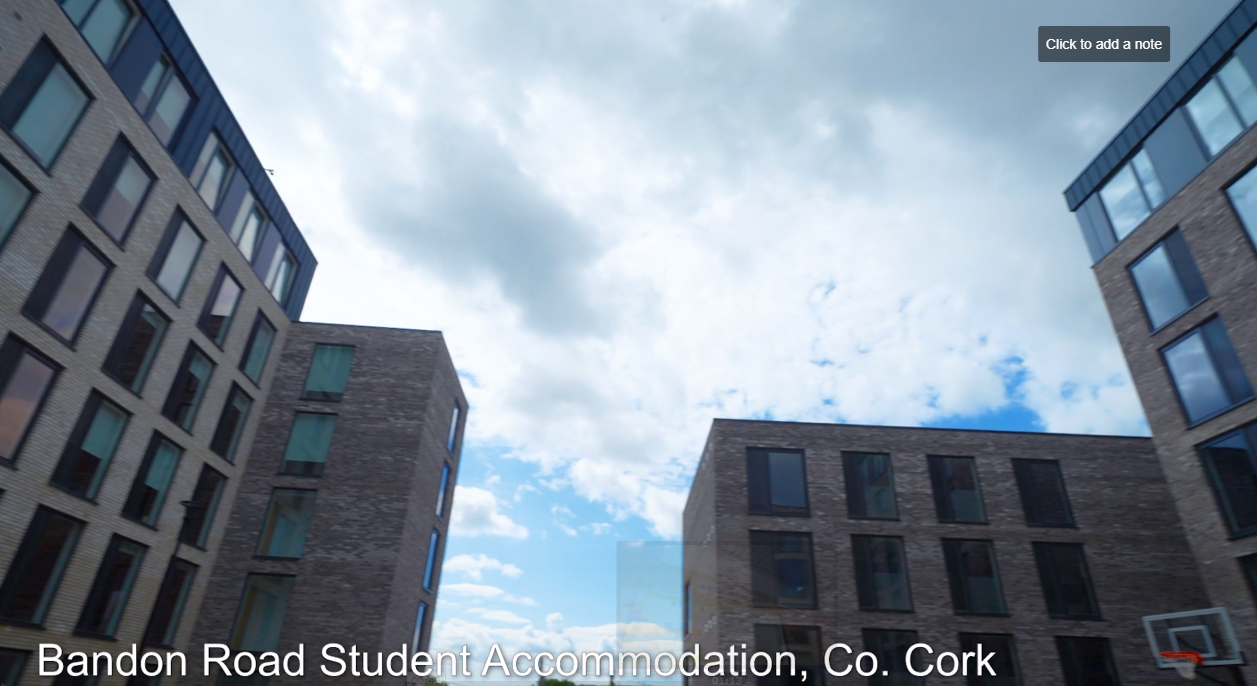 Click to add a note
Bandon Road Student Accommodation, Co. Cork